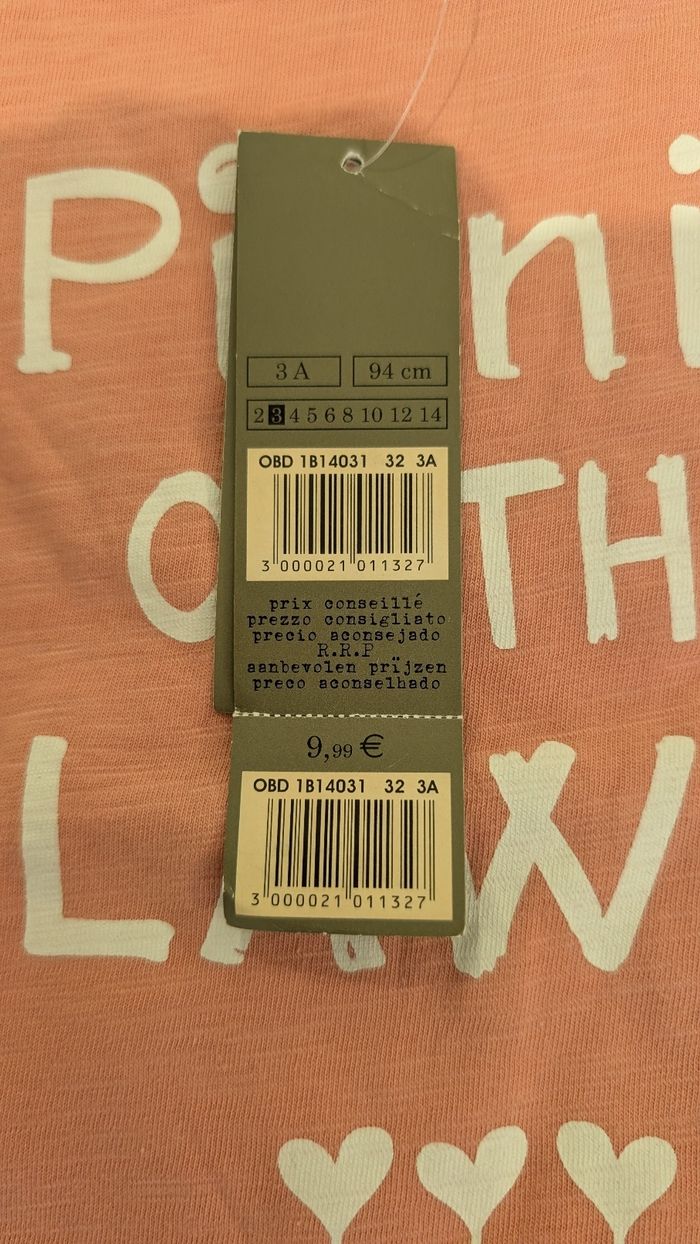 Pi ni
3 A 94 cm
2 3 4 5 6 8 10 12 14
OBD 1B14031 32 3A
3 000021 011327
O TH
prix conseillé
prezzo consigliato
precio aconsejado
R.R.P
aanbevolen prijzen
preco aconselhado
9,99 €
OBD 1B14031 32 3A
3 000021 011327
LAW